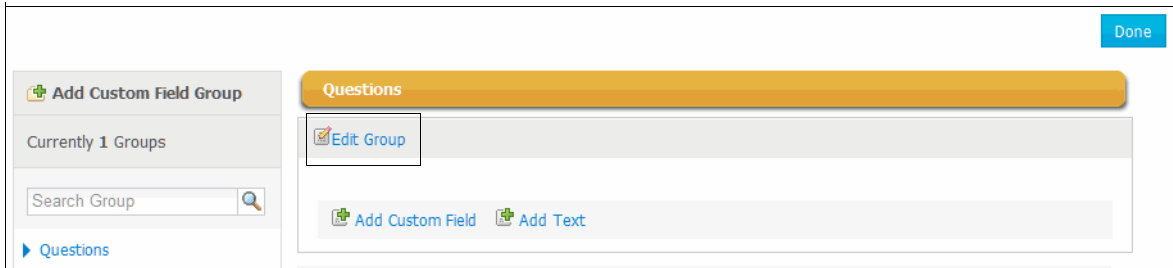 Done
Add Custom Field Group
Currently 1 Groups
Search Group
Questions
Questions
Edit Group
Add Custom Field
Add Text